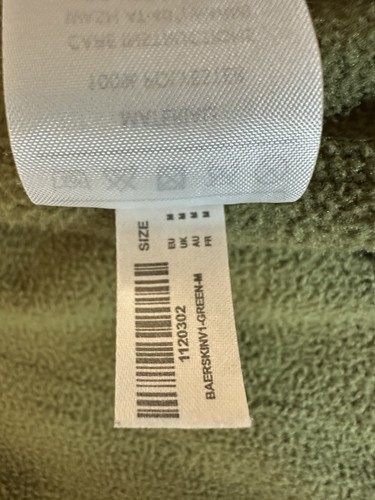 CARE INSTRUCTIONS
100% POLYESTER
MATERIAL:
SIZE
EU M
UK M
AU M
FR M
1120302
BAERSKINV1-GREEN-M